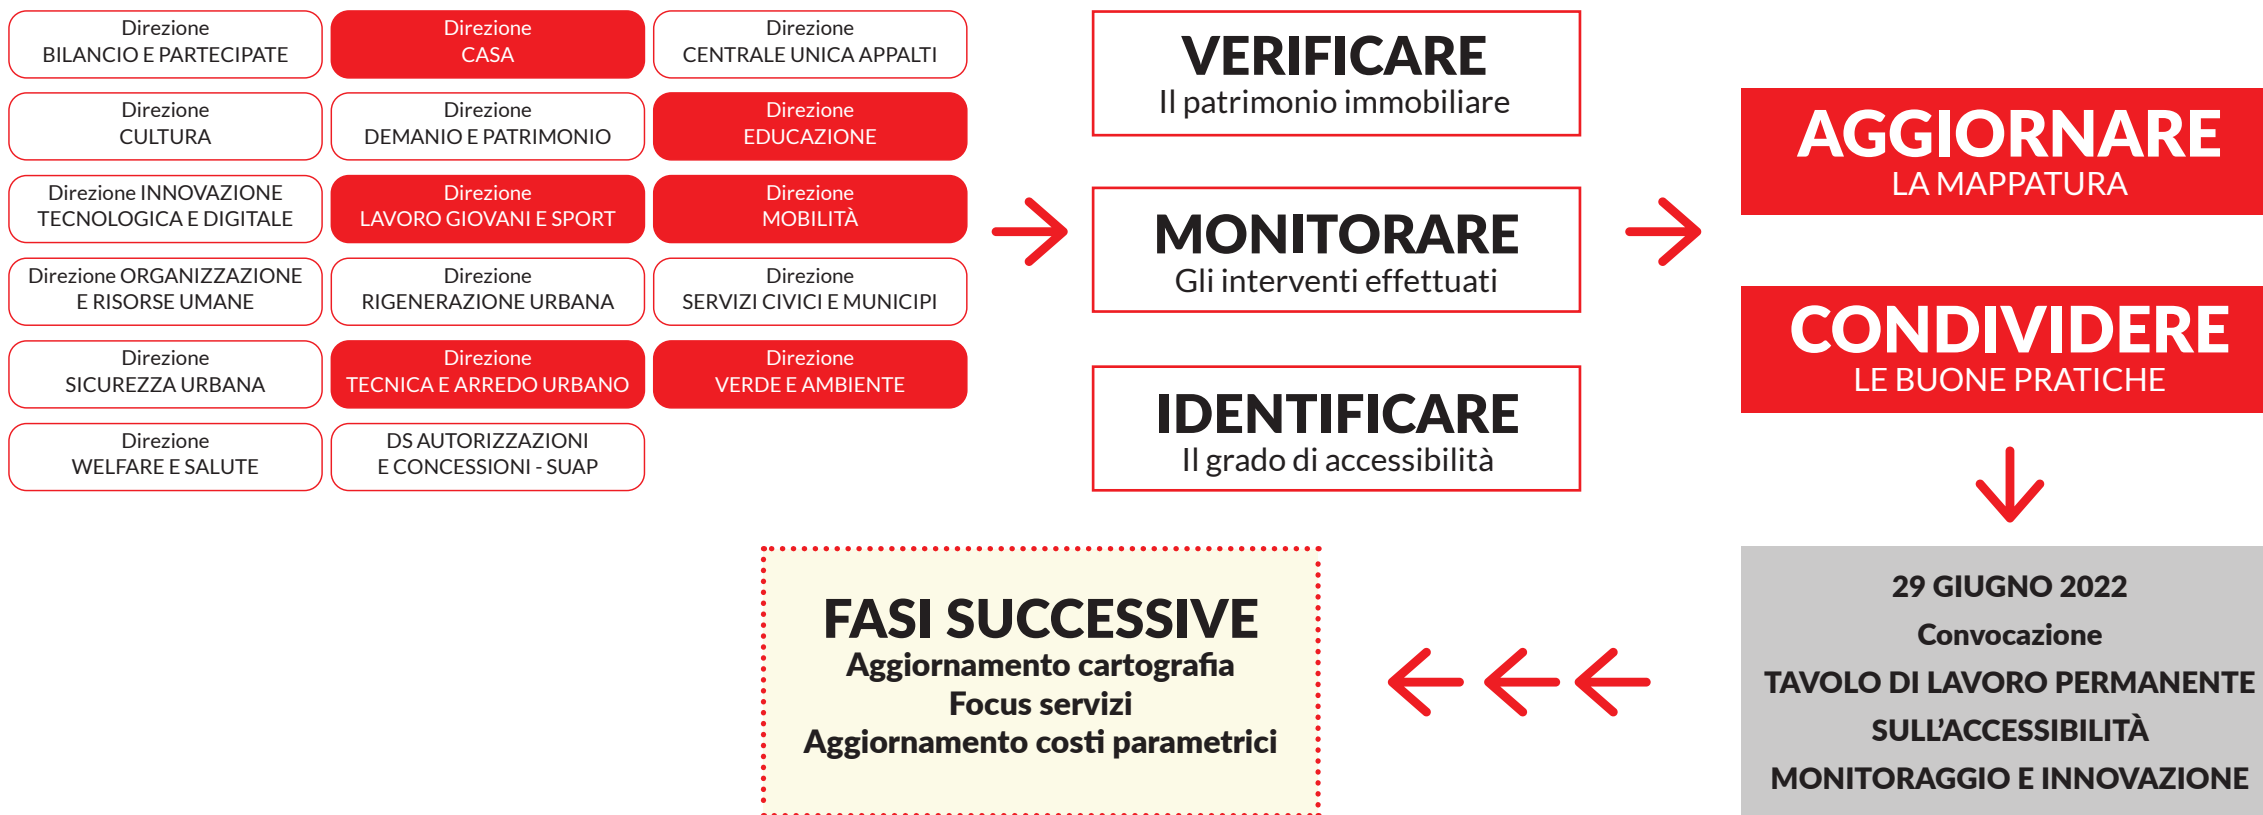 Direzione
BILANCIO E PARTECIPATE
Direzione
CASA
Direzione
CENTRALE UNICA APPALTI
Direzione
CULTURA
Direzione
DEMANIO E PATRIMONIO
Direzione
EDUCAZIONE
Direzione INNOVAZIONE
TECNOLOGICA E DIGITALE
Direzione
LAVORO GIOVANI E SPORT
Direzione
MOBILITÀ
Direzione ORGANIZZAZIONE
E RISORSE UMANE
Direzione
RIGENERAZIONE URBANA
Direzione
SERVIZI CIVICI E MUNICIPI
Direzione
SICUREZZA URBANA
Direzione
TECNICA E ARREDO URBANO
Direzione
VERDE E AMBIENTE
Direzione
WELFARE E SALUTE
DS AUTORIZZAZIONI
E CONCESSIONI - SUAP
VERIFICARE
Il patrimonio immobiliare
MONITORARE
Gli interventi effettuati
IDENTIFICARE
Il grado di accessibilità
AGGIORNARE
LA MAPPATURA
CONDIVIDERE
LE BUONE PRATICHE
29 GIUGNO 2022
Convocazione
TAVOLO DI LAVORO PERMANENTE
SULL'ACCESSIBILITÀ
MONITORAGGIO E INNOVAZIONE
FASI SUCCESSIVE
Aggiornamento cartografia
Focus servizi
Aggiornamento costi parametrici